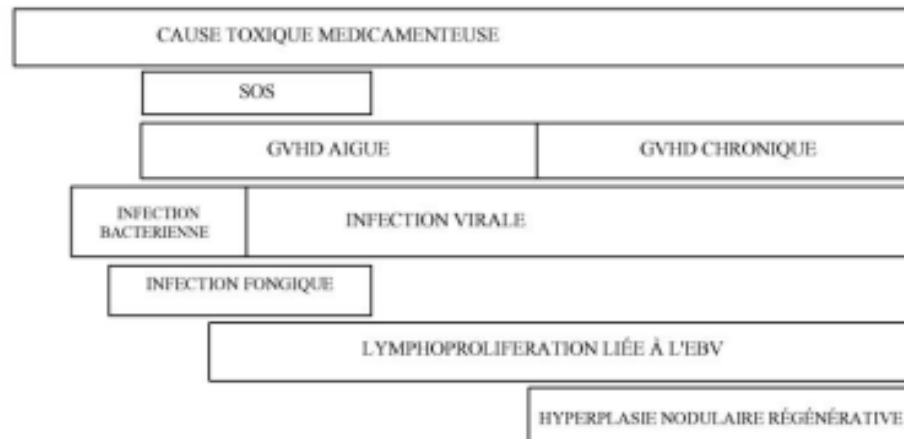 CAUSE TOXIQUE MEDICAMENTEUSE
SOS
GVHD AIGUE
GVHD CHRONIQUE
INFECTION
BACTERIENNE
INFECTION VIRALE
INFECTION FONGIQUE
LYMPHOPROLIFERATION LIÉE À L'EBV
HYPERPLASIE NODULAIRE RÉGÉNÉRATIVE